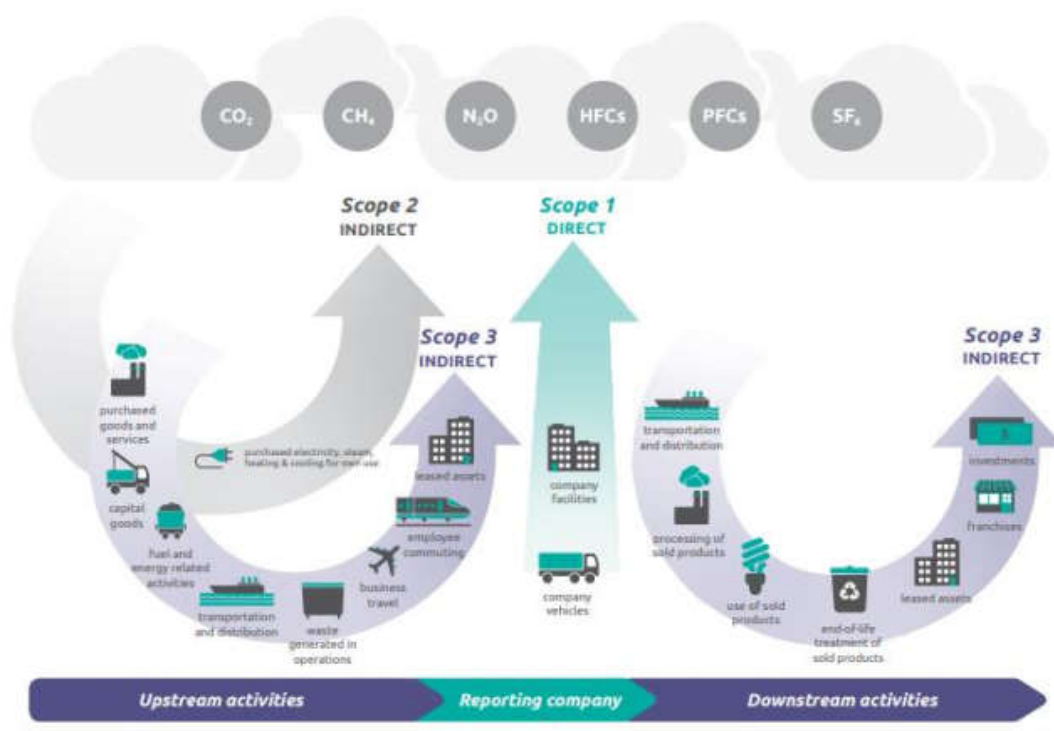 CO₂ CH₄ N₂O HFCs PFCs SF₆
Scope 2
INDIRECT
Scope 1
DIRECT
Scope 3
INDIRECT
Scope 3
INDIRECT
purchased
goods and
services
capital
goods
fuel and
energy related
activities
transportation
and distribution
waste
generated in
operations
business
travel
employee
commuting
leased assets
purchased electricity, steam,
heating & cooling for own use
company
facilities
company
vehicles
transportation
and distribution
processing of
sold products
use of sold
products
end-of-life
treatment of
sold products
leased assets
franchises
investments
Upstream activities
Reporting company
Downstream activities